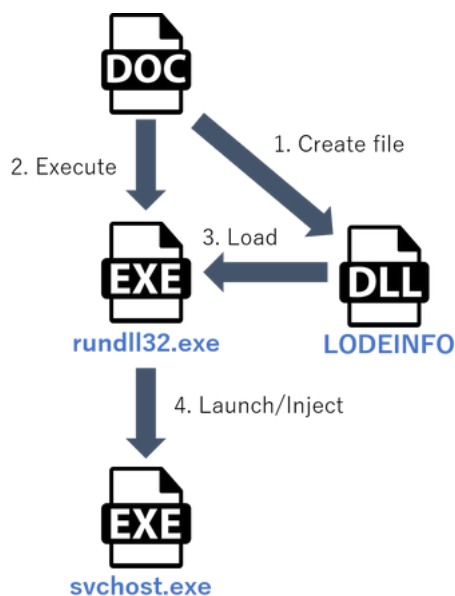 DOC
1. Create file
2. Execute
3. Load
EXE
DLL
rundll32.exe
LODEINFO
4. Launch/Inject
EXE
svchost.exe